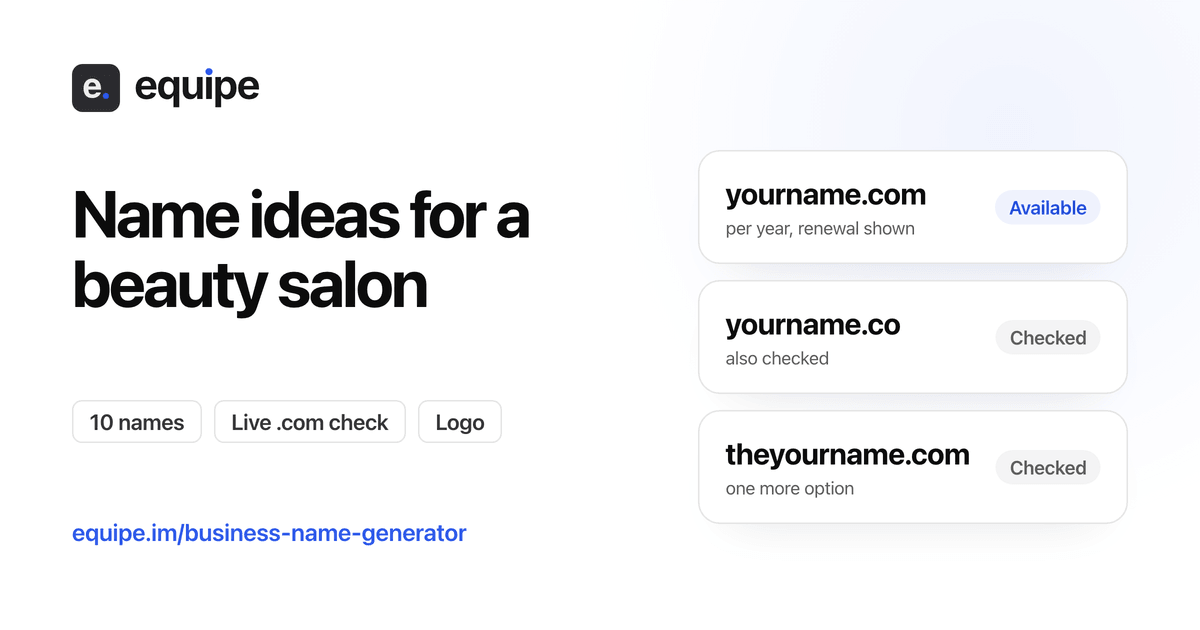 e.
equipe
Name ideas for a
beauty salon
10 names
Live .com check
Logo
equipe.im/business-name-generator
yourname.com
per year, renewal shown
Available
yourname.co
also checked
Checked
theyourname.com
one more option
Checked